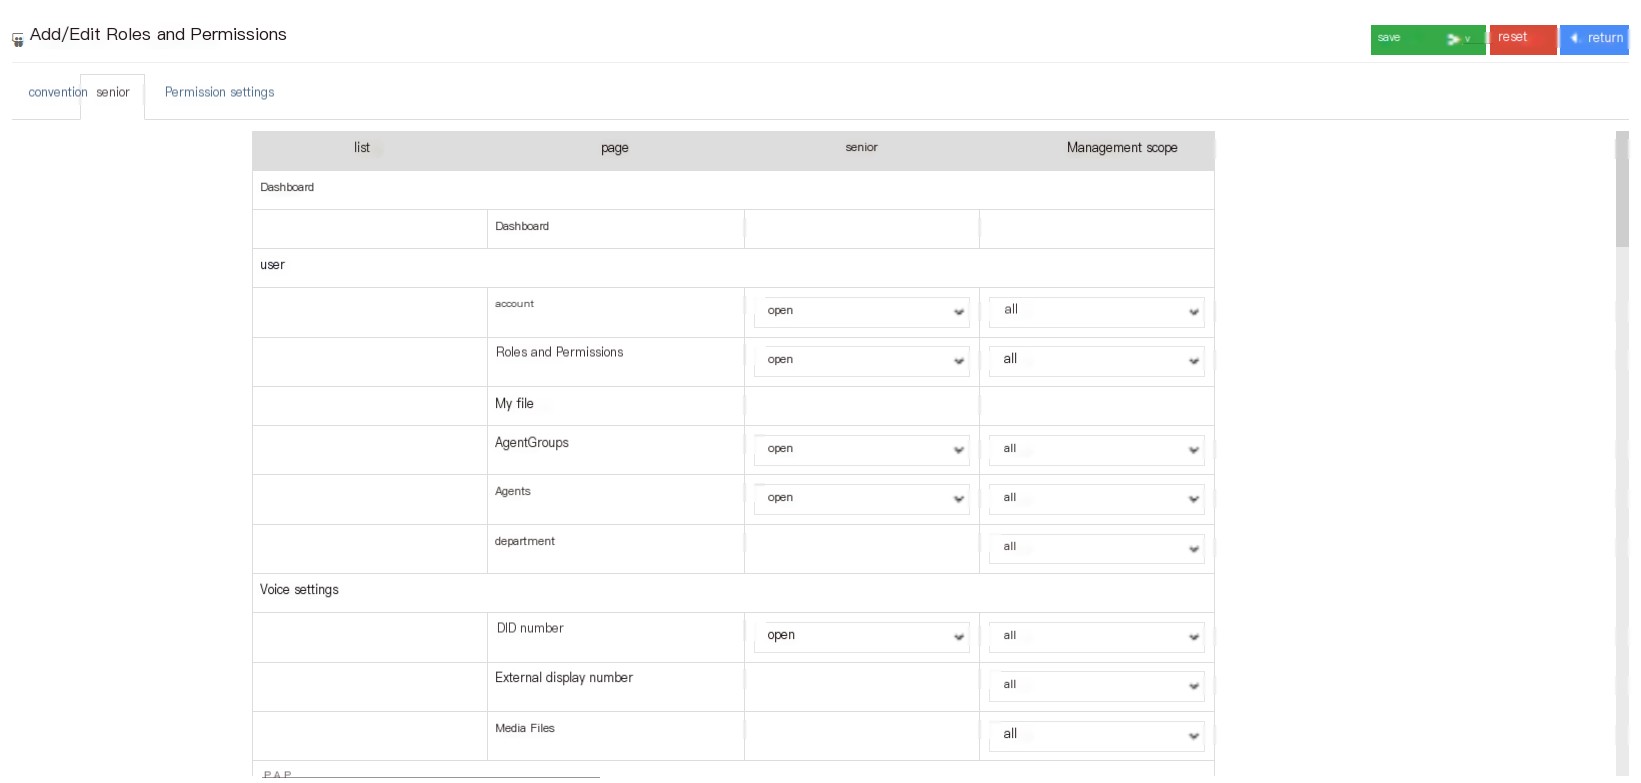 Add/Edit Roles and Permissions
save reset return
convention senior Permission settings
list page senior Management scope
Dashboard
Dashboard
user
account open all
Roles and Permissions open all
My file
AgentGroups open all
Agents open all
department all
Voice settings
DID number open all
External display number all
Media Files all